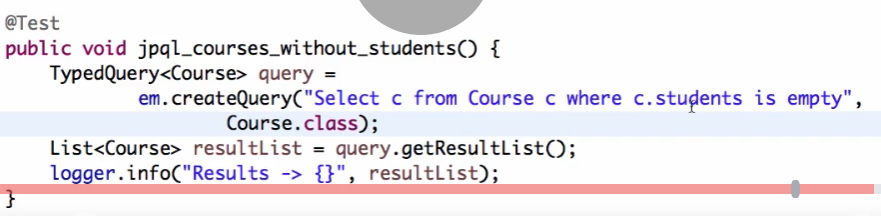 @Test
public void jpql_courses_without_students() {
    TypedQuery<Course> query =
            em.createQuery("Select c from Course c where c.students is empty",
                    Course.class);
    List<Course> resultList = query.getResultList();
    logger.info("Results -> {}", resultList);
}